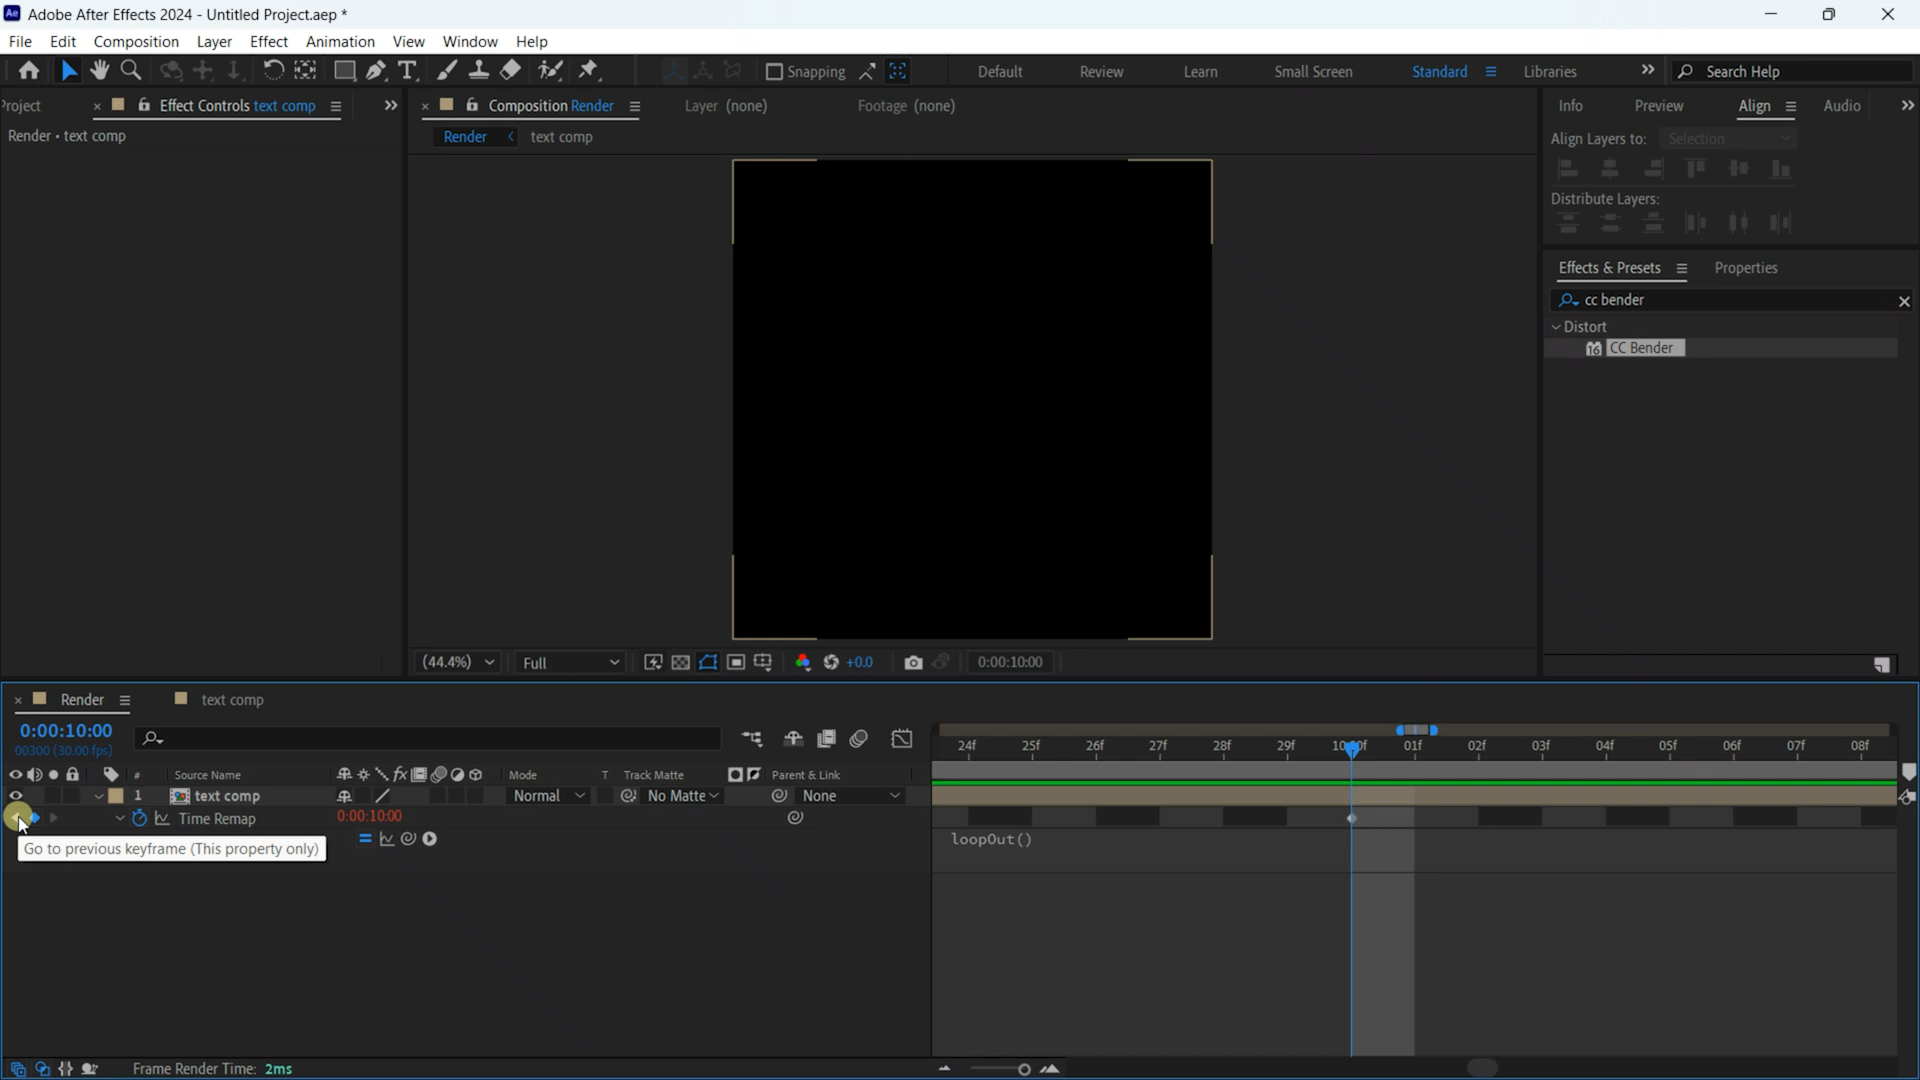 Adobe After Effects 2024 - Untitled Project.aep *
File Edit Composition Layer Effect Animation View Window Help
Snapping Default Review Learn Small Screen Standard Libraries Search Help
roject Effect Controls text comp Composition Render Layer (none) Footage (none) Info Preview Align Audio
Render • text comp
Render text comp
Align Layers to: Selection
Distribute Layers:
Effects & Presets Properties
cc bender
Distort
16 CC Bender
(44.4%) Full +0.0 0:00:10:00
Render text comp
0:00:10:00
00300 (30.00 fps)
24f 25f 26f 27f 28f 29f 01f 02f 03f 04f 05f 06f 07f 08f
# Source Name Mode T Track Matte Parent & Link
1 text comp Normal No Matte None
Time Remap 0:00:10:00
Go to previous keyframe (This property only)
loopOut()
Frame Render Time: 2ms